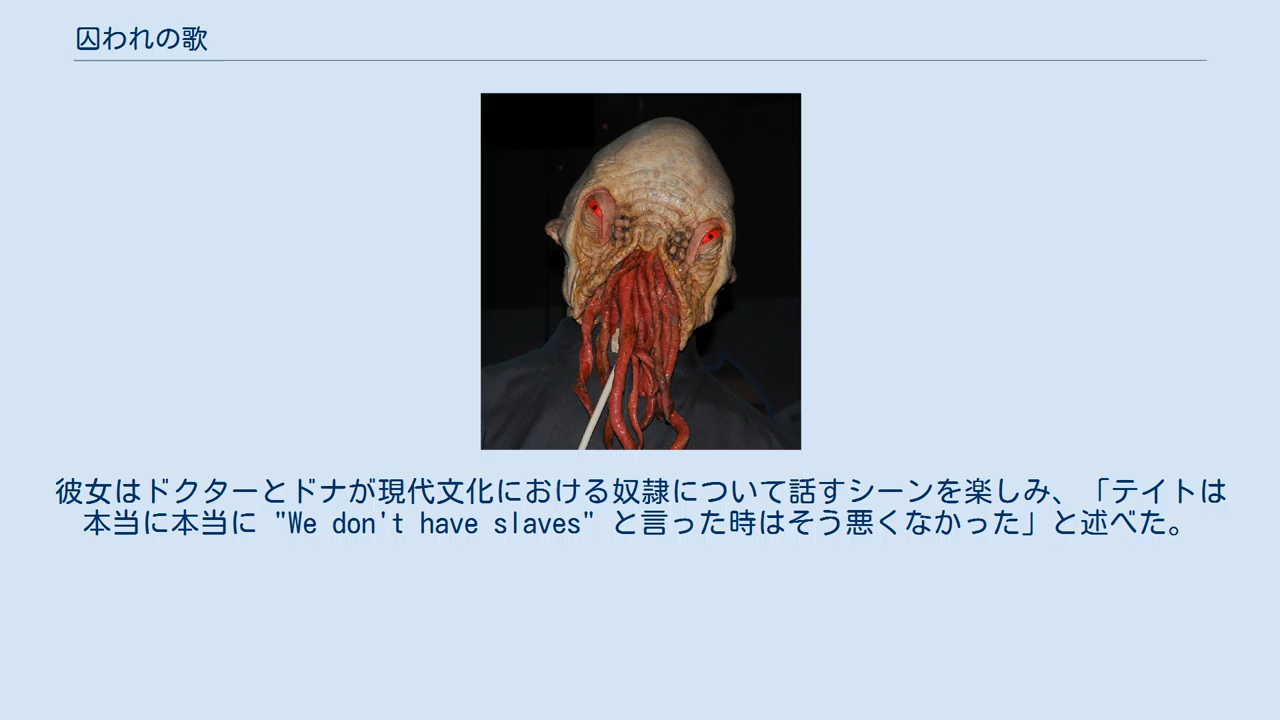 囚われの歌
彼女はドクターとドナが現代文化における奴隷について話すシーンを楽しみ、「テイトは
本当に本当に "We don't have slaves" と言った時はそう悪くなかった」と述べた。